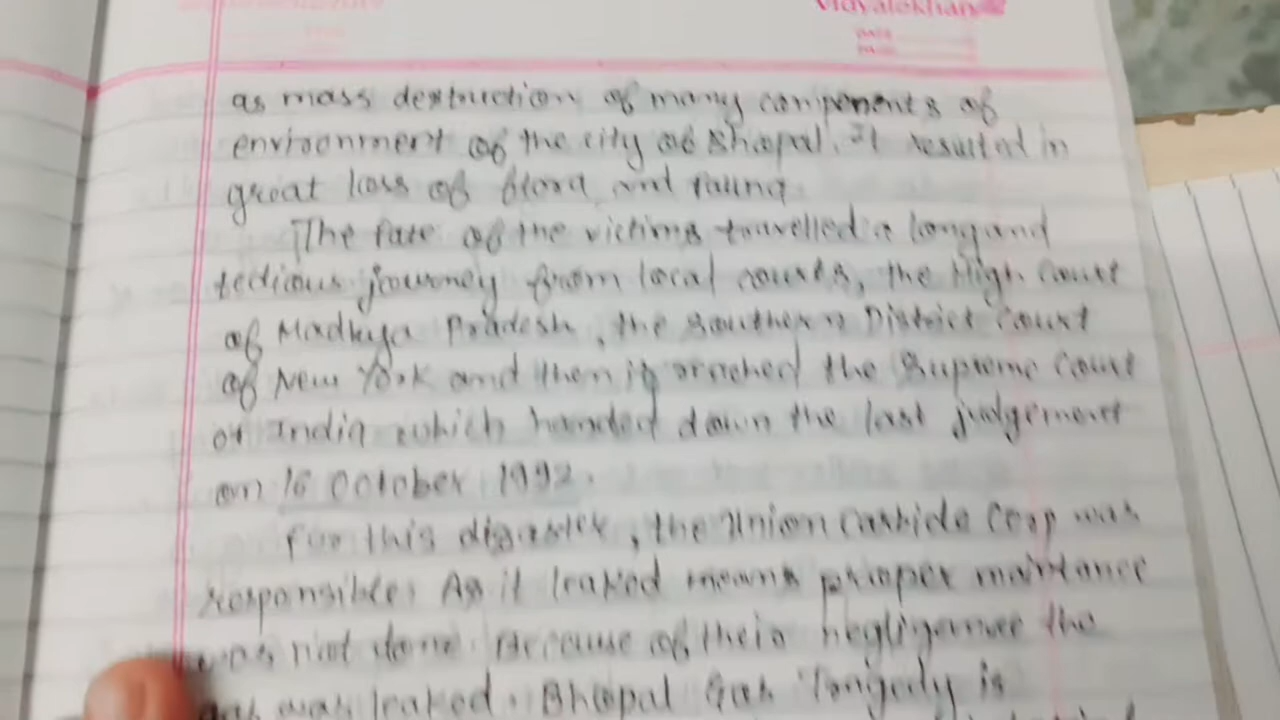 Vidyalekhan
DATE
as mass destruction of many components of
environment of the city of Bhopal. It resulted in
great loss of flora and fauna.
The fate of the victims travelled a long and
tedious journey from local courts, the High Court
of Madhya Pradesh, the Southern District Court
of New York and then it reached the Supreme Court
of India which handed down the last judgement
on 16 October 1992.
For this disaster, the Union Carbide Corp was
responsible. As it leaked means proper maintance
was not done. Because of their negligence the
gas was leaked. Bhopal Gas Tragedy is